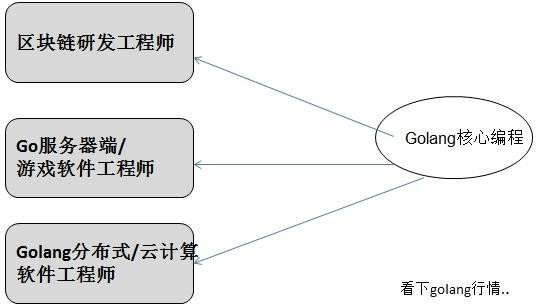 区块链研发工程师
Go服务器端/
游戏软件工程师
Golang核心编程
Golang分布式/云计算
软件工程师
看下golang行情..